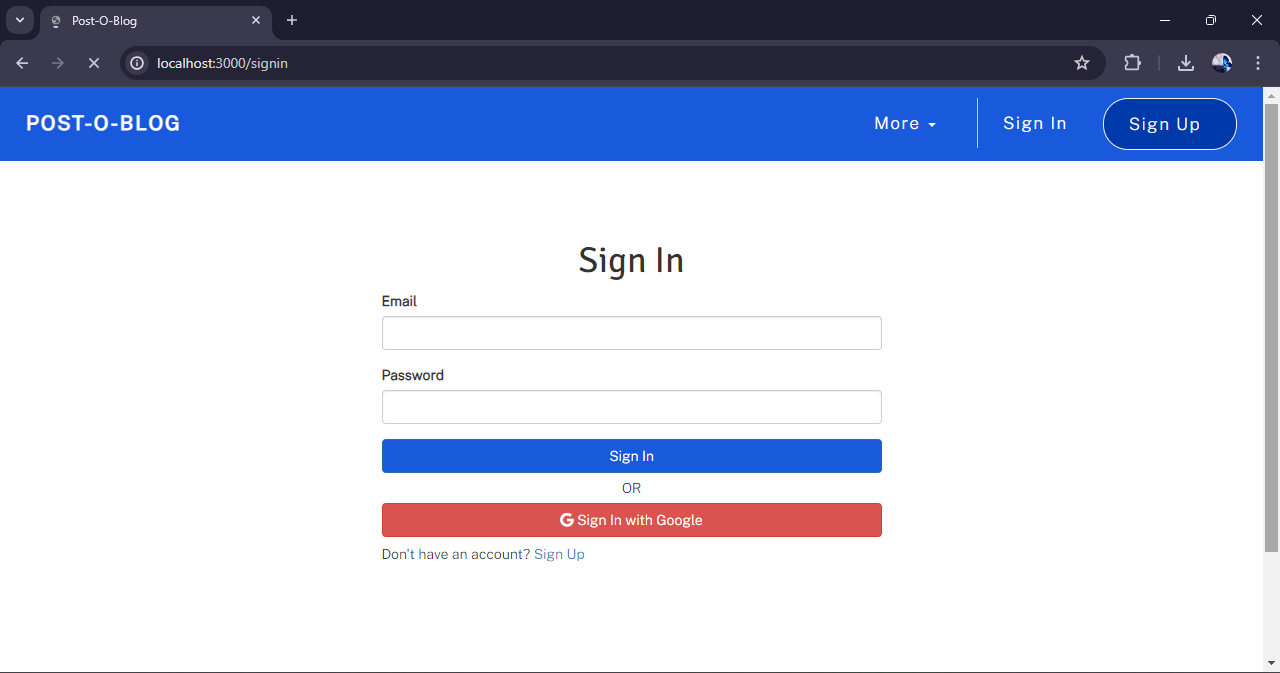 Post-O-Blog
localhost:3000/signin
POST-O-BLOG
More
Sign In
Sign Up
Sign In
Email
Password
Sign In
OR
G Sign In with Google
Don't have an account? Sign Up